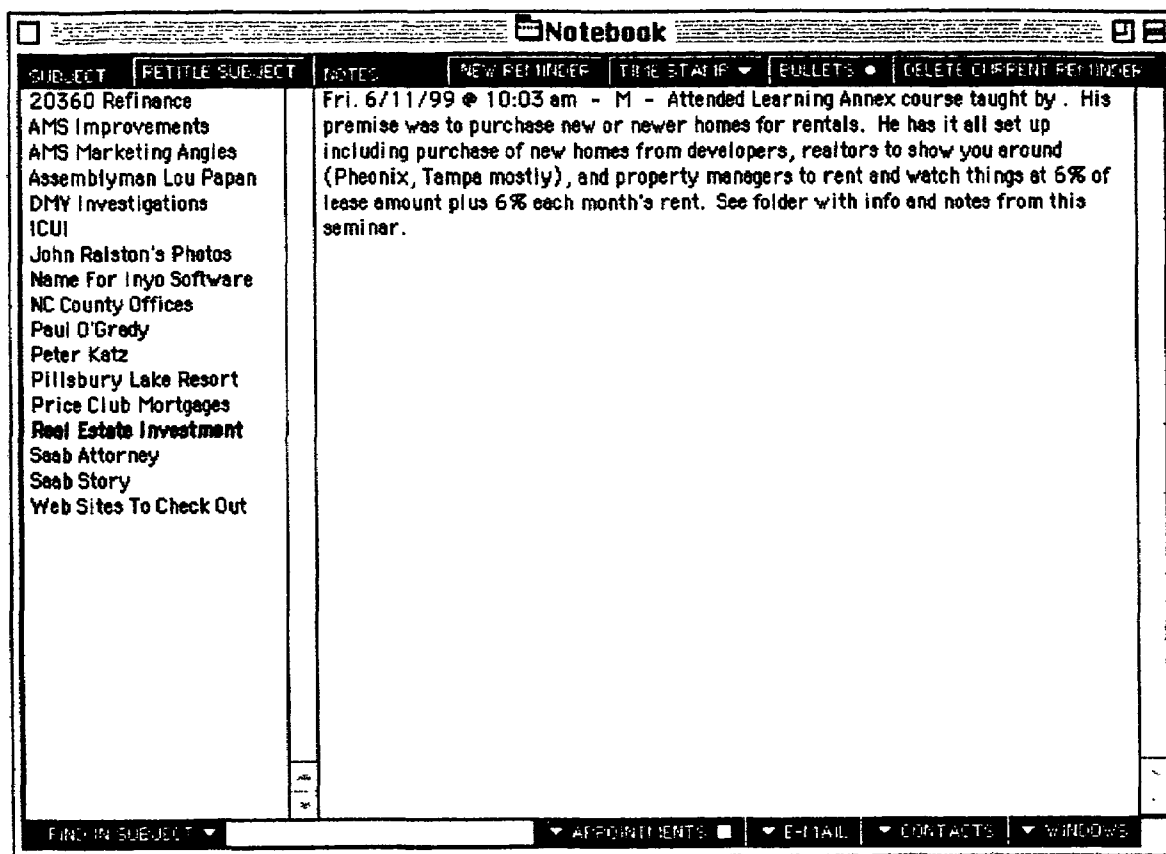 Notebook
SUBJECT RETITLE SUBJECT NOTES NEW REMINDER TIME STAMP BULLETS DELETE CURRENT REMINDER
20360 Refinance
AMS Improvements
AMS Marketing Angles
Assemblyman Lou Papan
DMV Investigations
ICUI
John Ralston's Photos
Name For Inyo Software
NC County Offices
Paul O'Grady
Peter Katz
Pillsbury Lake Resort
Price Club Mortgages
Real Estate Investment
Saab Attorney
Saab Story
Web Sites To Check Out
Fri. 6/11/99 @ 10:03 am - M - Attended Learning Annex course taught by . His
premise was to purchase new or newer homes for rentals. He has it all set up
including purchase of new homes from developers, realtors to show you around
(Pheonix, Tampa mostly), and property managers to rent and watch things at 6% of
lease amount plus 6% each month's rent. See folder with info and notes from this
seminar.
FIND IN SUBJECT APPOINTMENTS E-MAIL CONTACTS WINDOWS